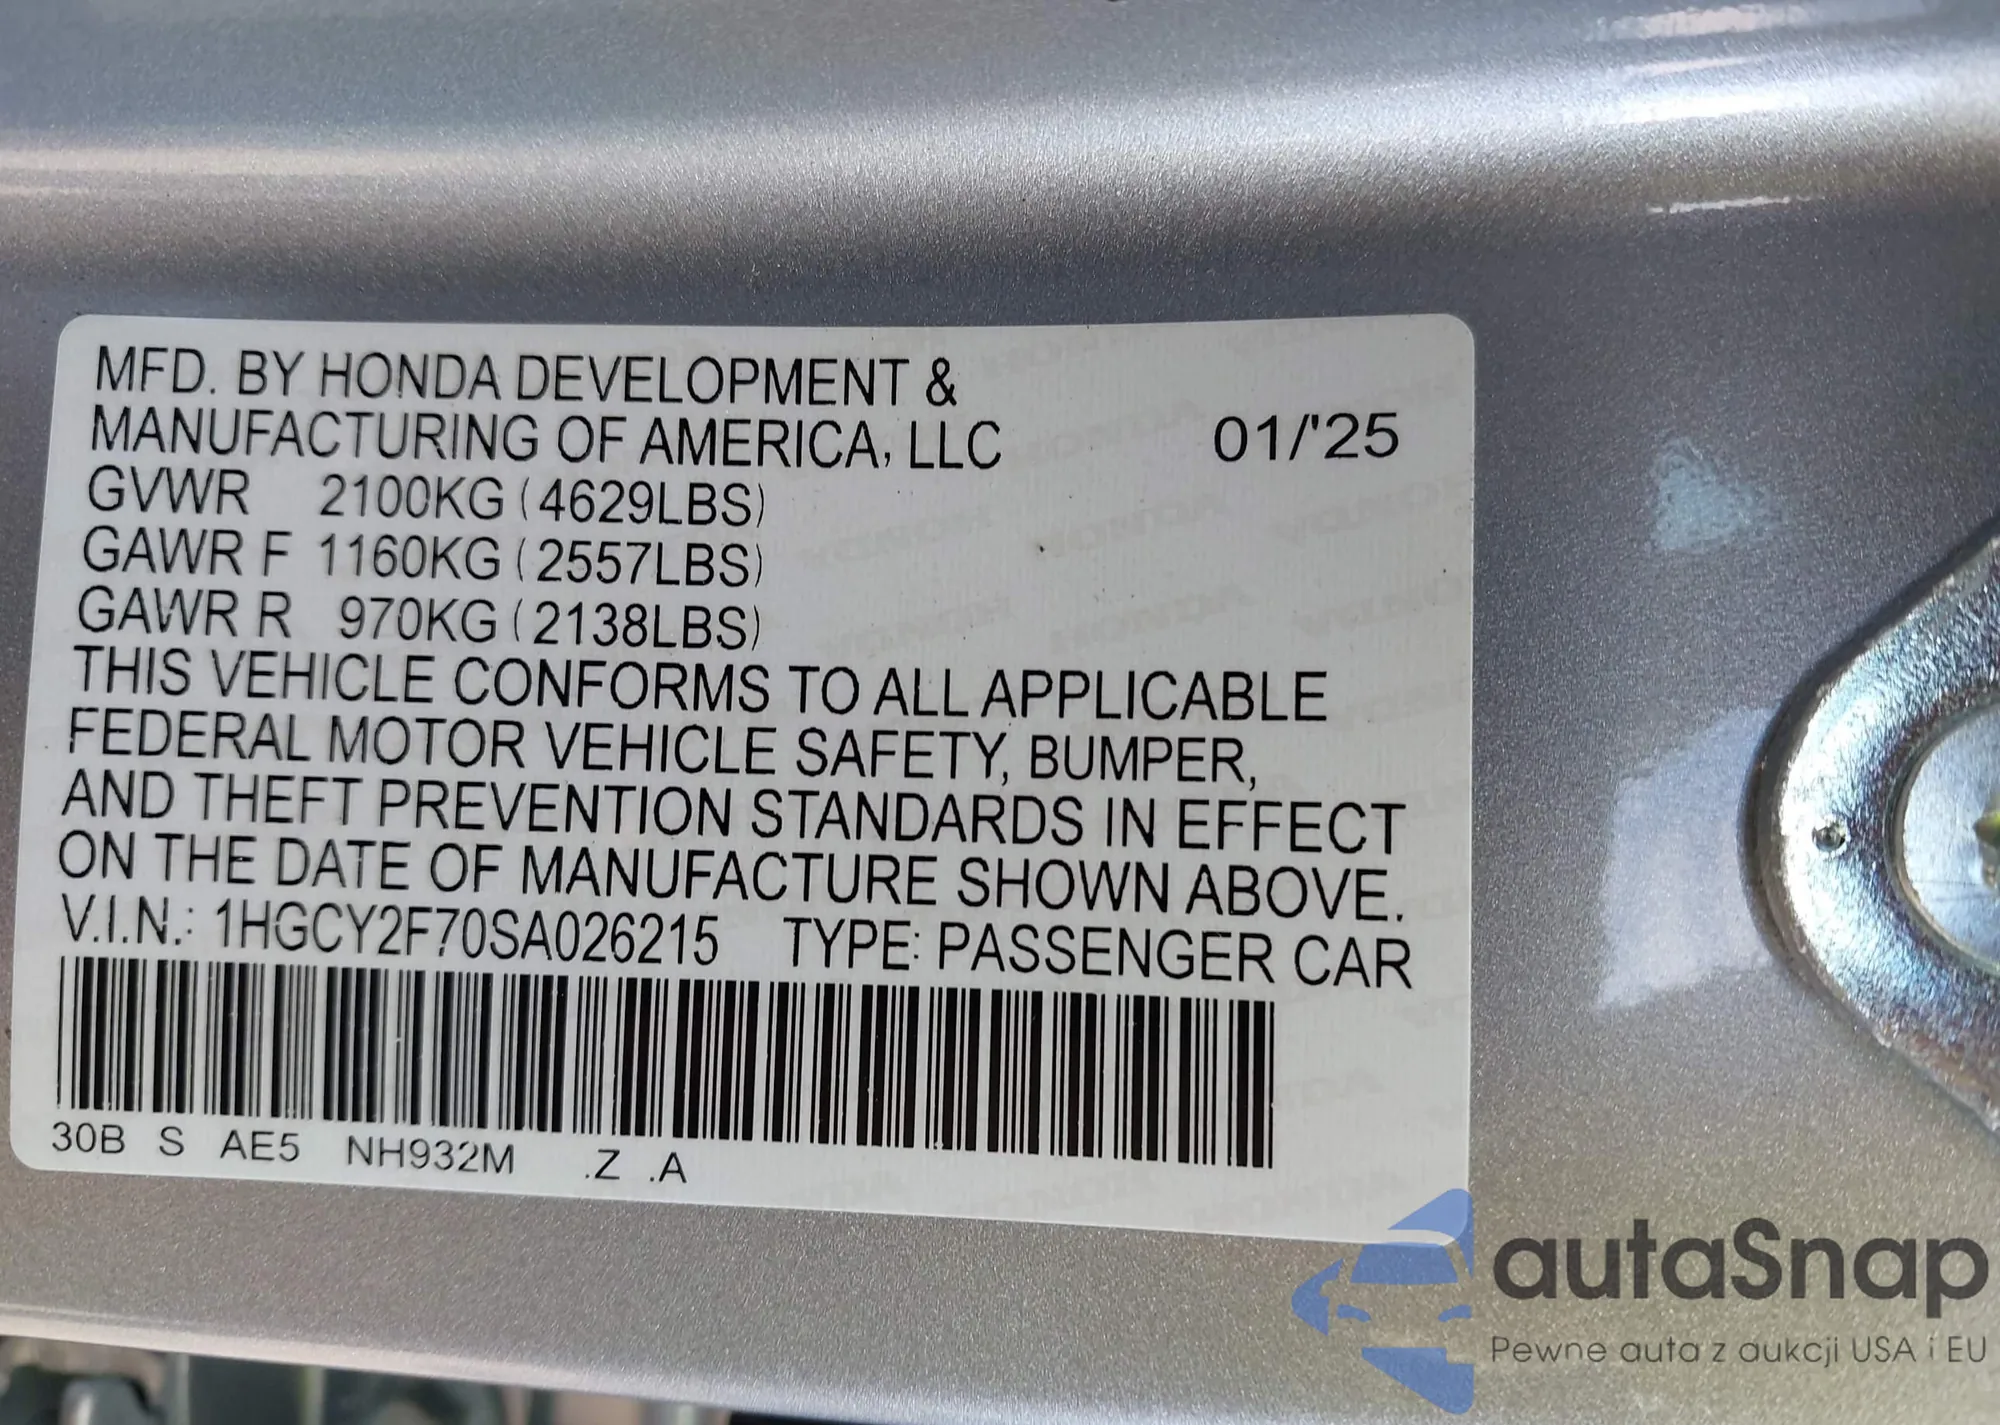 MFD. BY HONDA DEVELOPMENT &
MANUFACTURING OF AMERICA, LLC 01/'25
GVWR 2100KG (4629LBS)
GAWR F 1160KG (2557LBS)
GAWR R 970KG (2138LBS)
THIS VEHICLE CONFORMS TO ALL APPLICABLE
FEDERAL MOTOR VEHICLE SAFETY, BUMPER,
AND THEFT PREVENTION STANDARDS IN EFFECT
ON THE DATE OF MANUFACTURE SHOWN ABOVE.
V.I.N.: 1HGCY2F70SA026215 TYPE: PASSENGER CAR
30B S AE5 NH932M .Z .A
autaSnap
Pewne auta z aukcji USA i EU